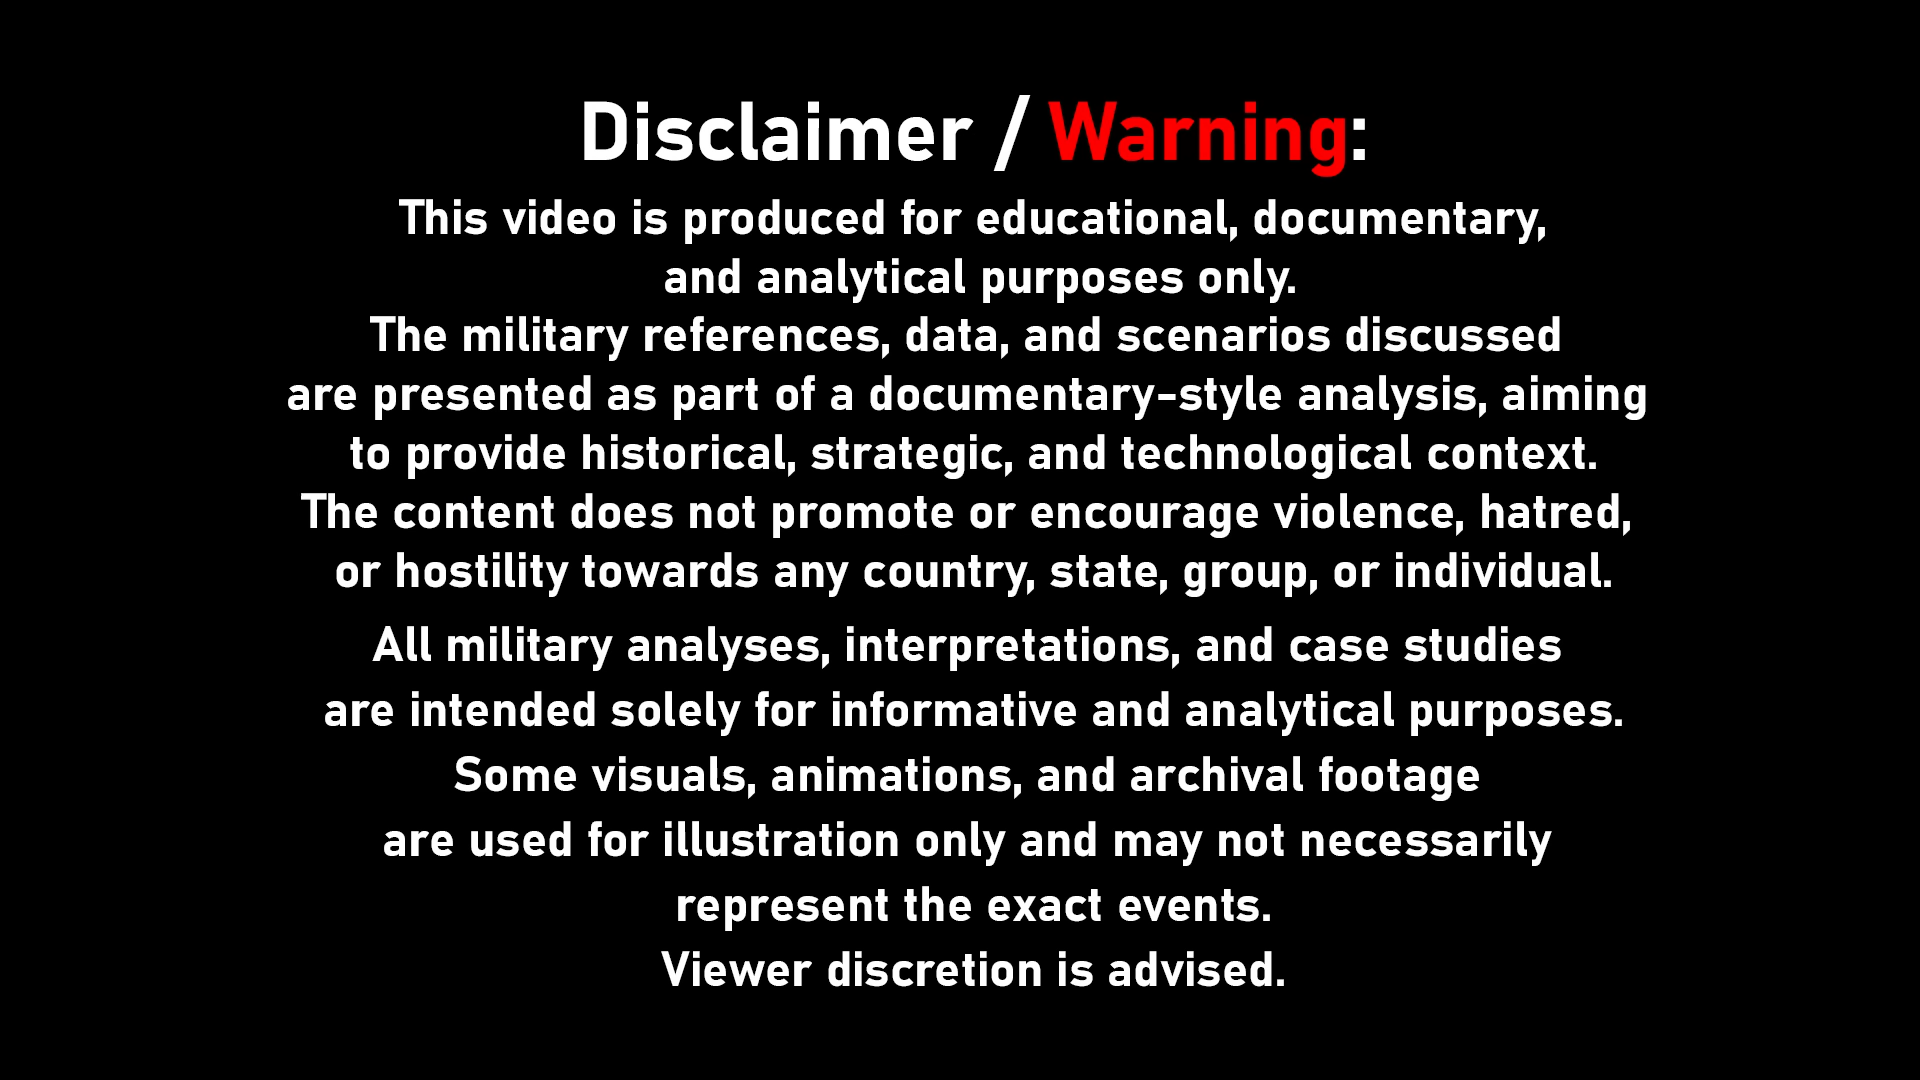 Disclaimer / Warning:
This video is produced for educational, documentary,
and analytical purposes only.
The military references, data, and scenarios discussed
are presented as part of a documentary-style analysis, aiming
to provide historical, strategic, and technological context.
The content does not promote or encourage violence, hatred,
or hostility towards any country, state, group, or individual.
All military analyses, interpretations, and case studies
are intended solely for informative and analytical purposes.
Some visuals, animations, and archival footage
are used for illustration only and may not necessarily
represent the exact events.
Viewer discretion is advised.